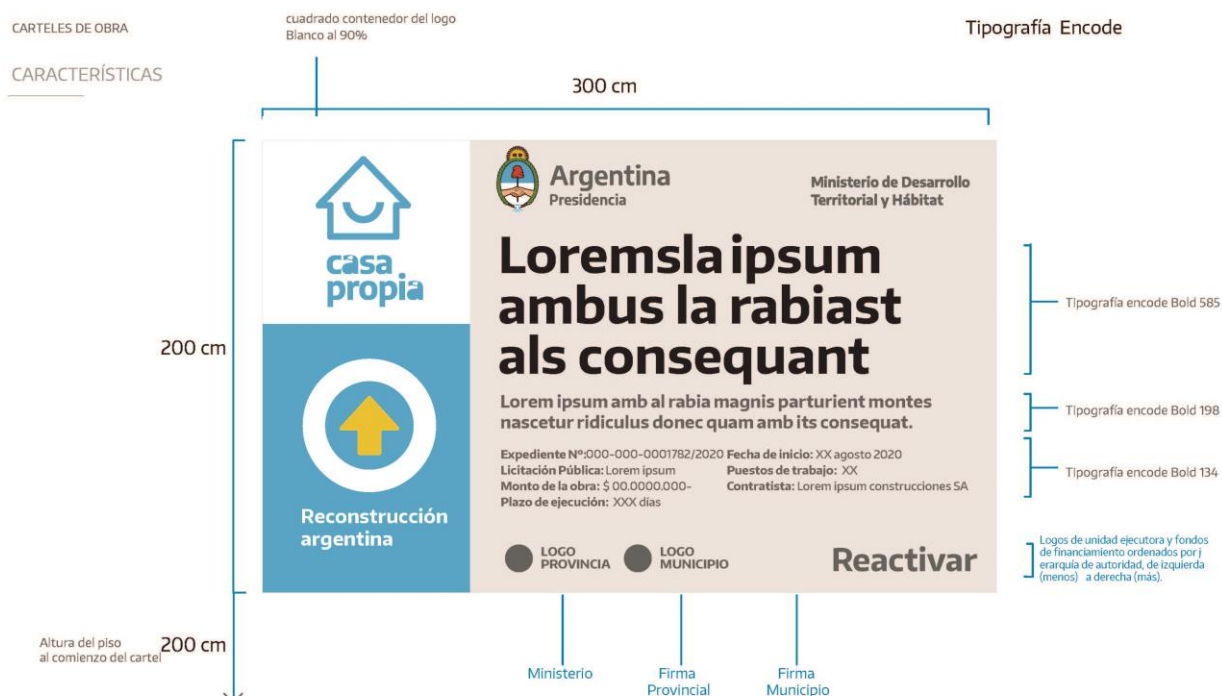 CARTELES DE OBRA
CARACTERÍSTICAS
cuadrado contenedor del logo
Blanco al 90%
Tipografía Encode
300 cm
200 cm
casa
propia
Reconstrucción
argentina
Argentina
Presidencia
Ministerio de Desarrollo
Territorial y Hábitat
Loremsla ipsum
ambus la rabiast
als consequant
Lorem ipsum amb al rabia magnis parturient montes
nascetur ridiculus donec quam amb its consequat.
Expediente Nº:000-000-0001782/2020 Fecha de inicio: XX agosto 2020
Licitación Pública: Lorem ipsum Puestos de trabajo: XX
Monto de la obra: $ 00.0000.000- Contratista: Lorem ipsum construcciones SA
Plazo de ejecución: XXX días
LOGO
PROVINCIA
LOGO
MUNICIPIO
Reactivar
Tipografía encode Bold 585
Tipografía encode Bold 198
Tipografía encode Bold 134
Logos de unidad ejecutora y fondos
de financiamiento ordenados por j
erarquía de autoridad, de izquierda
(menos) a derecha (más).
Altura del piso
al comienzo del cartel
200 cm
Ministerio
Firma
Provincial
Firma
Municipio